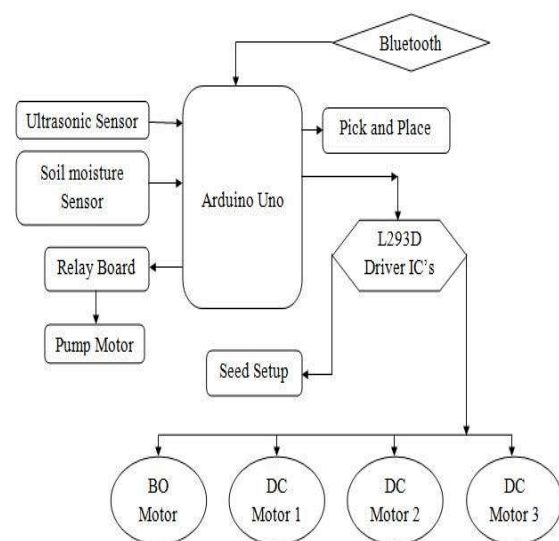 Bluetooth
Ultrasonic Sensor
Pick and Place
Soil moisture
Sensor
Arduino Uno
L293D
Driver IC's
Relay Board
Pump Motor
Seed Setup
BO
Motor
DC
Motor 1
DC
Motor 2
DC
Motor 3